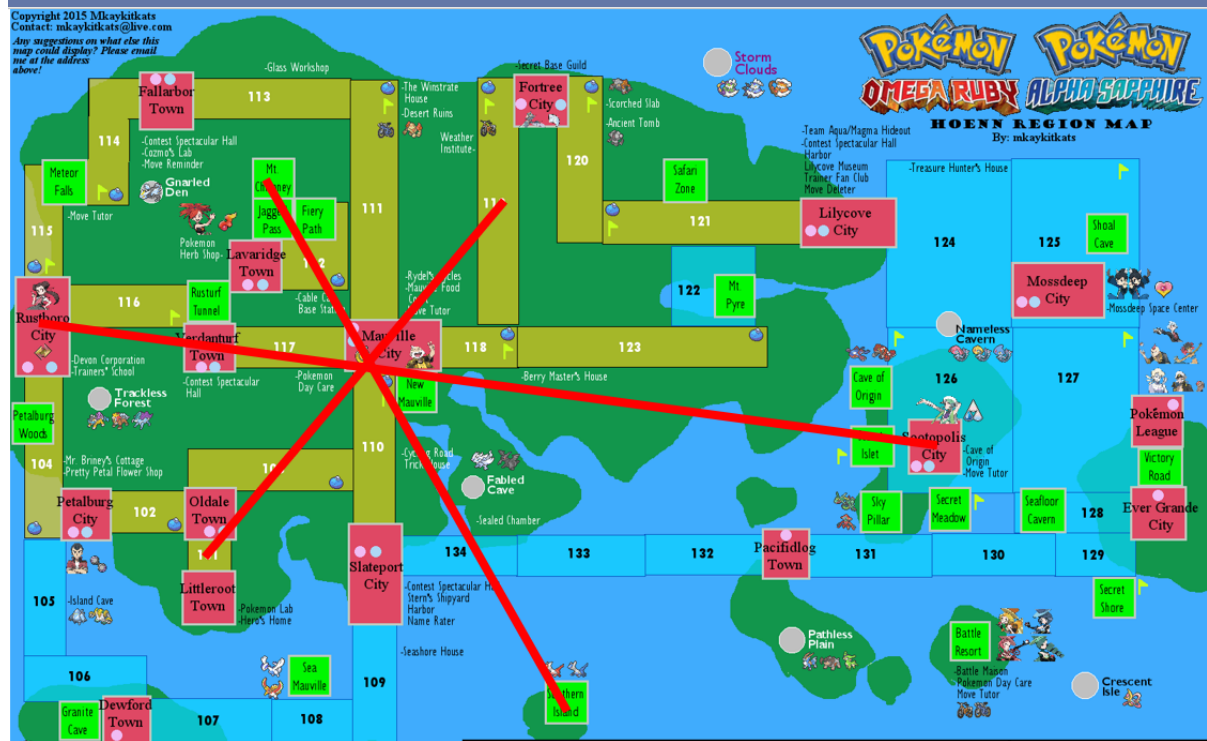 Copyright 2015 Mkaykitkats
Contact: mkaykitkats@live.com
Any suggestions on what else this
map could display? Please email
me at the address
above!
POKÉMON
OMEGA RUBY
POKÉMON
ALPHA SAPPHIRE
HOENN REGION MAP
By: mkaykitkats
Storm
Clouds
-Glass Workshop
Fallarbor
Town
113
-Contest Spectacular Hall
-Cozmo's Lab
-Move Reminder
114
Meteor
Falls
-Move Tutor
Gnarled
Den
Mt.
Jagged
Pass
Fiery
Path
Pokemon
Herb Shop-
Lavaridge
Town
-The Winstrate
House
-Desert Ruins
Weather
Institute-
111
-Secret Base Guild
Fortree
City
-Scorched Slab
-Ancient Tomb
120
Safari
Zone
121
-Team Aqua/Magma Hideout
-Contest Spectacular Hall
Harbor
Lilycove Museum
Trainer Fan Club
Move Deleter
Lilycove
City
-Treasure Hunter's House
124
125
Shoal
Cave
Mossdeep
City
-Mossdeep Space Center
115
116
Rusturf
Tunnel
Rustboro
City
-Devon Corporation
-Trainers' School
Verdanturf
Town
-Contest Spectacular
Hall
117
-Pokemon
Day Care
Mauville
City
118
New
Mauville
122
Mt.
Pyre
123
-Berry Master's House
Nameless
Cavern
Cave of
Origin
126
127
Sootopolis
City
-Cave of
Origin
-Move Tutor
Islet
Pokémon
League
Victory
Road
Ever Grande
City
Trackless
Forest
Petalburg
Woods
104
-Mr. Briney's Cottage
-Pretty Petal Flower Shop
Petalburg
City
102
Oldale
Town
Littleroot
Town
-Pokemon Lab
-Hero's Home
110
Fabled
Cave
-Sealed Chamber
Slateport
City
-Contest Spectacular
Stern's Shipyard
Harbor
Name Rater
-Seashore House
134
133
132
Pacifidlog
Town
131
130
129
128
Sky
Pillar
Secret
Meadow
Seafloor
Cavern
Secret
Shore
105
-Island Cave
106
Granite
Cave
Dewford
Town
107
108
109
Sea
Mauville
Southern
Island
Pathless
Plain
Battle
Resort
-Battle Maison
Pokemon Day Care
Move Tutor
Crescent
Isle